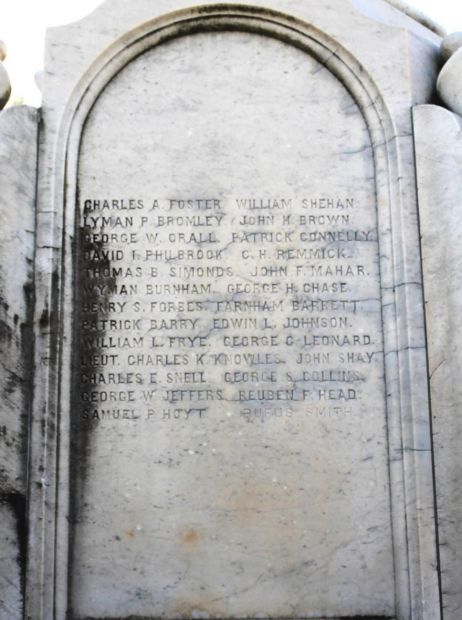 CHARLES A. FOSTER. WILLIAM SHEHAN.
LYMAN P. BROMLEY. JOHN H. BROWN.
GEORGE W. ORALL. PATRICK CONNELLY.
DAVID T. PHILBROOK. C. H. REMMICK.
THOMAS B. SIMONDS. JOHN F. MAHAR.
WYMAN BURNHAM. GEORGE H. CHASE.
HENRY S. FORBES. FARNHAM BARRETT.
PATRICK BARRY. EDWIN L. JOHNSON.
WILLIAM L. FRYE. GEORGE C. LEONARD.
LIEUT. CHARLES K. KNOWLES. JOHN SHAY.
CHARLES E. SNELL. GEORGE S. COLLINS.
GEORGE W. JEFFERS. REUBEN F. HEAD.
SAMUEL P. HOYT. RUFUS SMITH.